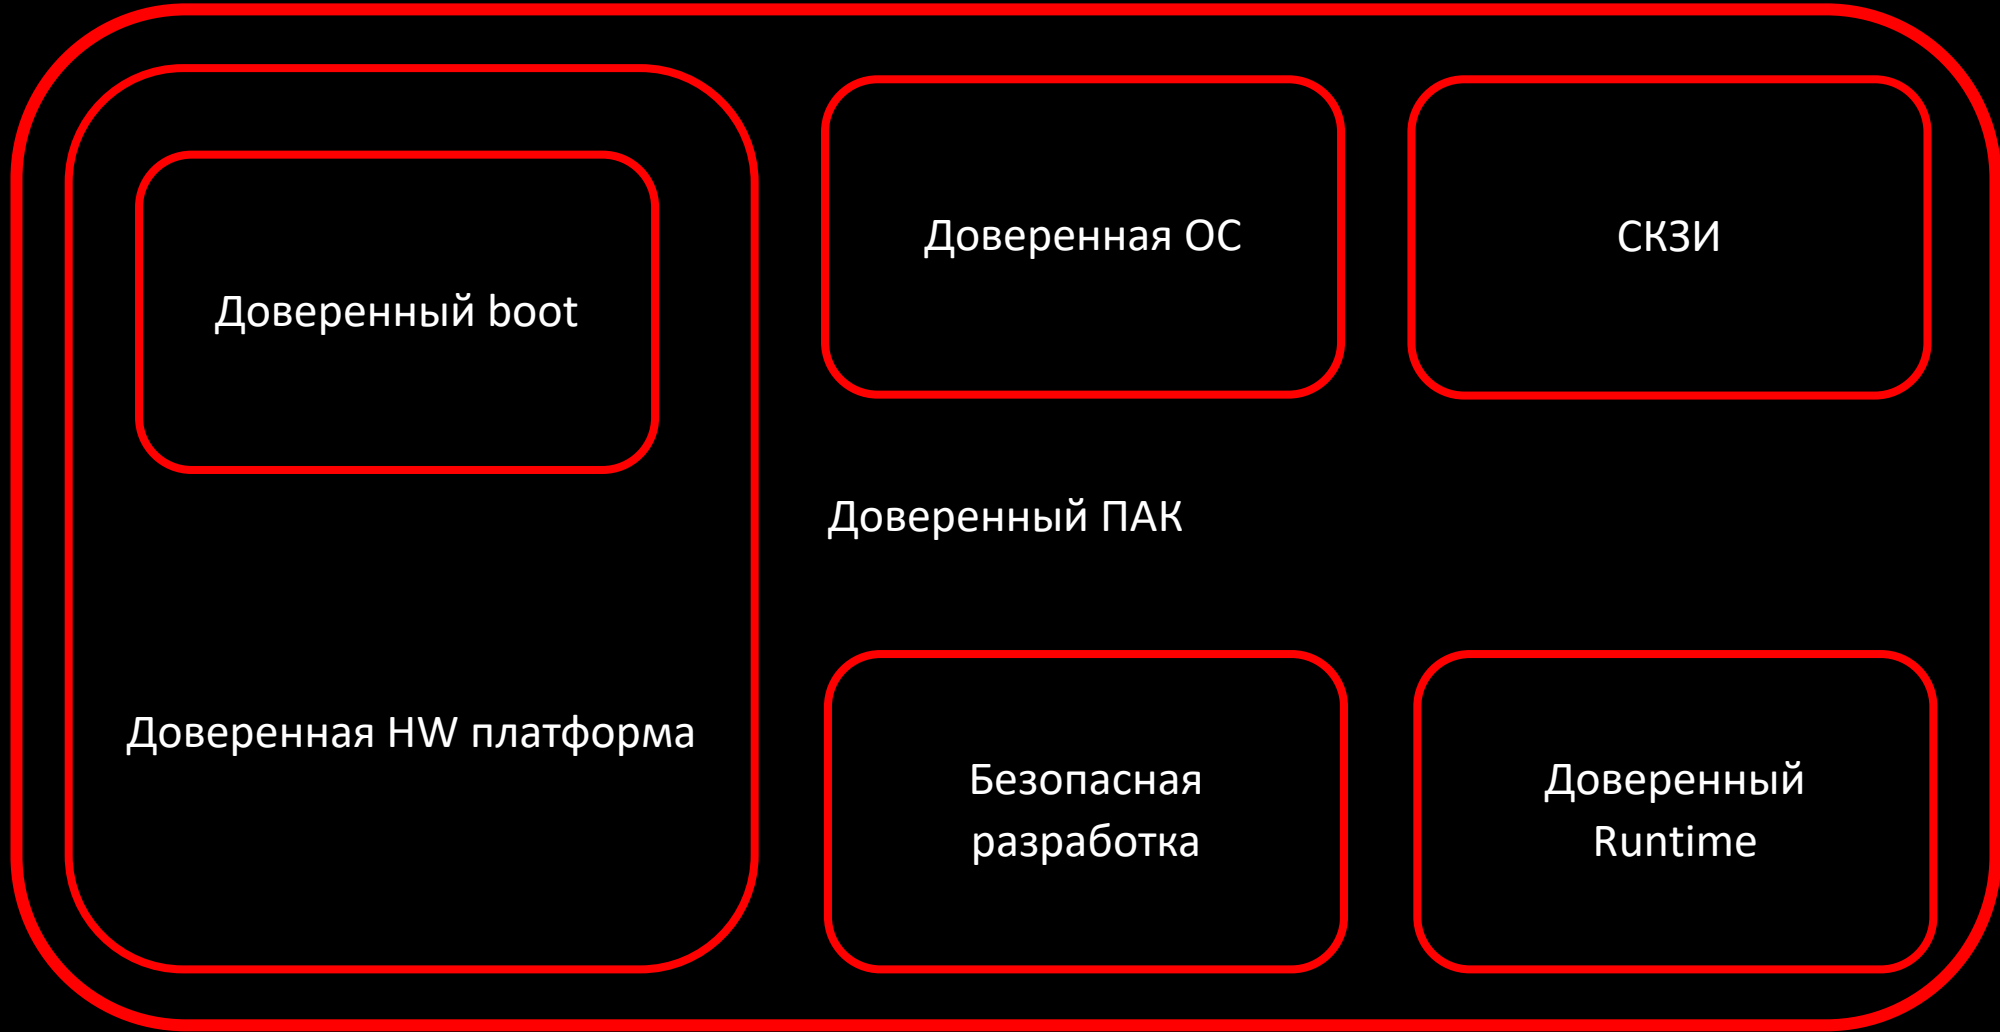 Доверенный boot
Доверенная HW платформа
Доверенная ОС
СКЗИ
Доверенный ПАК
Безопасная
разработка
Доверенный
Runtime